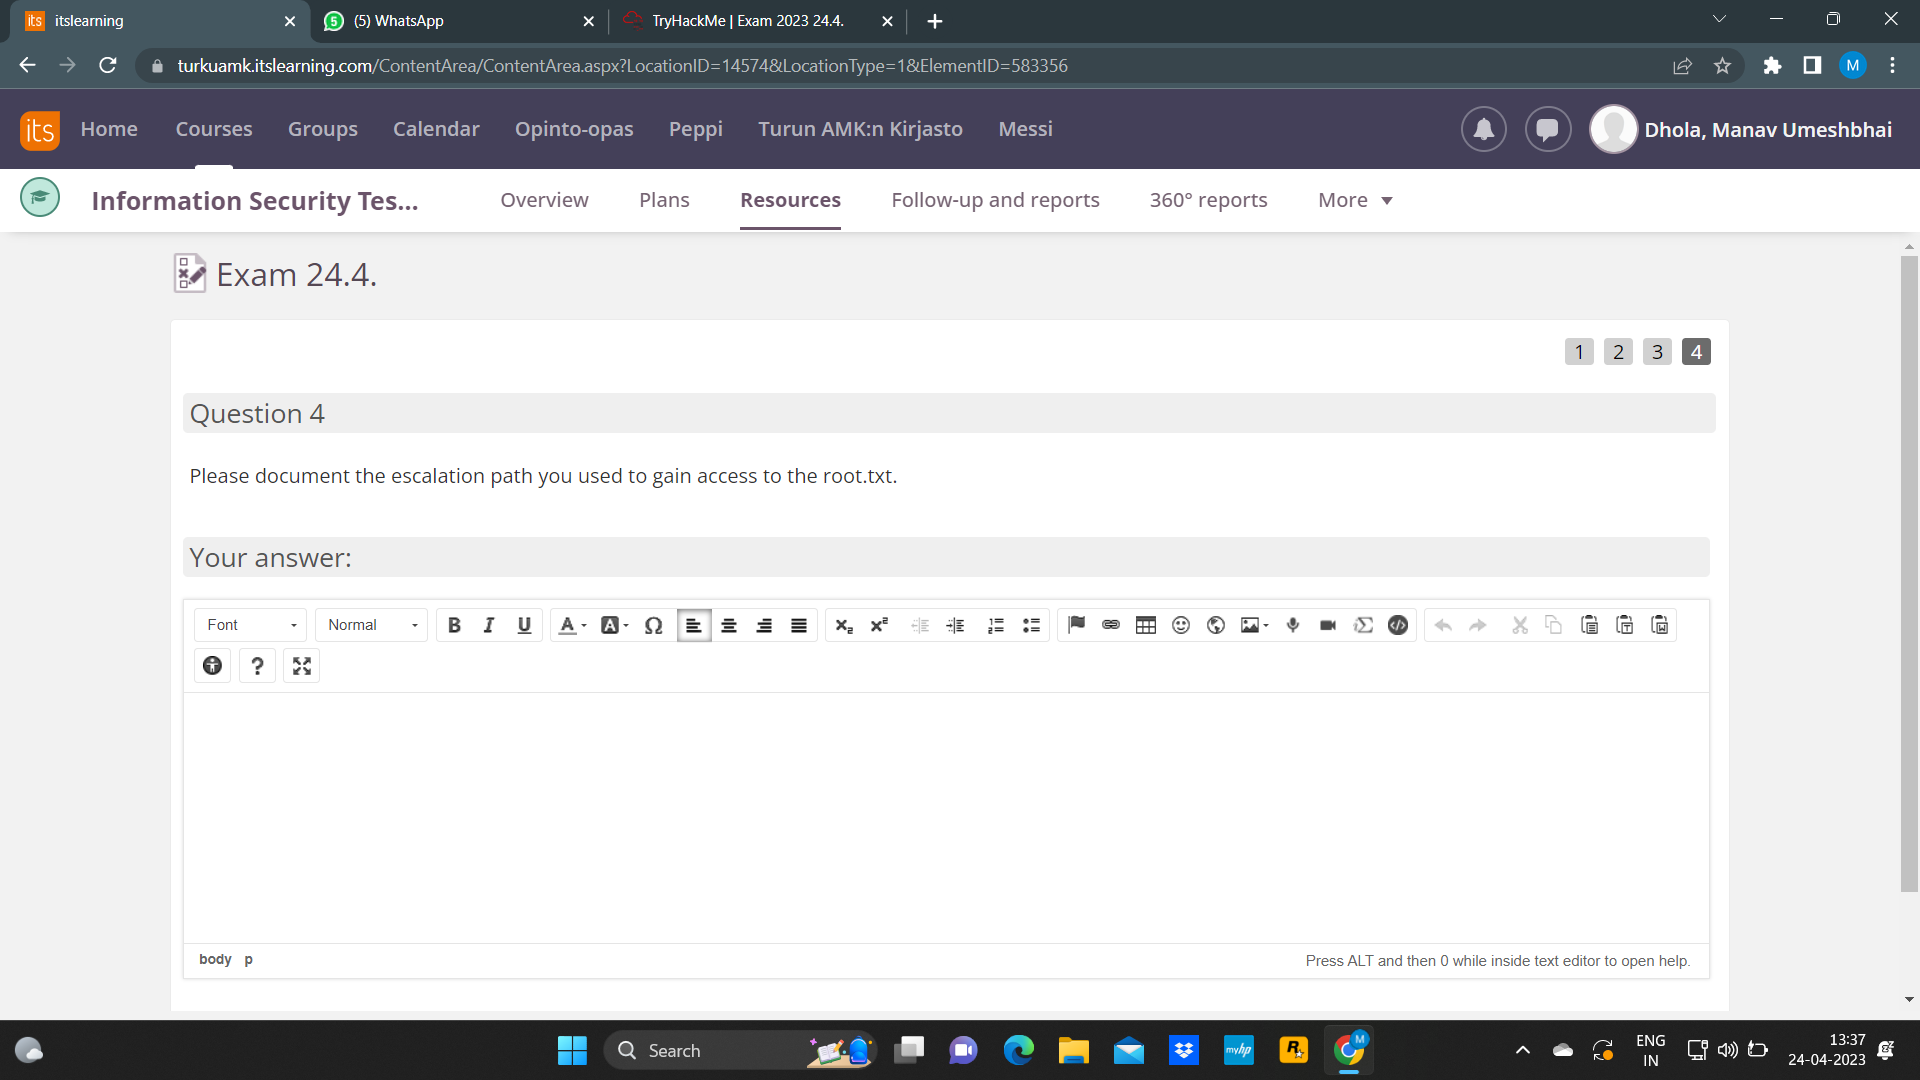 its itslearning
5 (5) WhatsApp
TryHackMe | Exam 2023 24.4.
turkuamk.itslearning.com/ContentArea/ContentArea.aspx?LocationID=14574&LocationType=1&ElementID=583356
M
its Home Courses Groups Calendar Opinto-opas Peppi Turun AMK:n Kirjasto Messi
Dhola, Manav Umeshbhai
Information Security Tes... Overview Plans Resources Follow-up and reports 360° reports More
Exam 24.4.
1 2 3 4
Question 4
Please document the escalation path you used to gain access to the root.txt.
Your answer:
Font Normal B I U A A Ω x₂ x²
?
body p
Press ALT and then 0 while inside text editor to open help.
Search
myhp
R
M
ENG
IN
13:37
24-04-2023